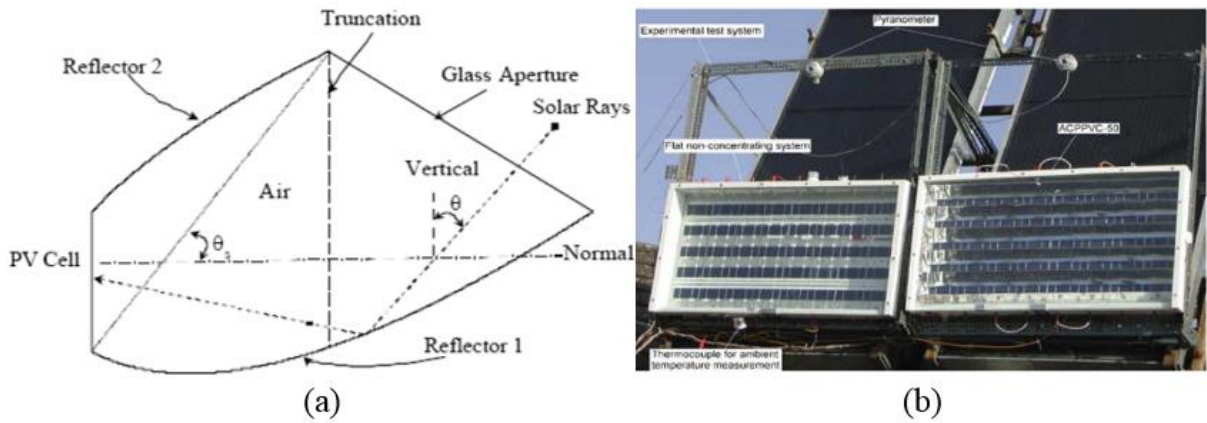 Truncation
Reflector 2
Glass Aperture
Solar Rays
Vertical
θ
Air
θ
s
PV Cell
Normal
Reflector 1
(a)
Pyranometer
Experimental test system
ACPPVC-50
Flat non-concentrating system
Thermocouple for ambient
temperature measurement
(b)